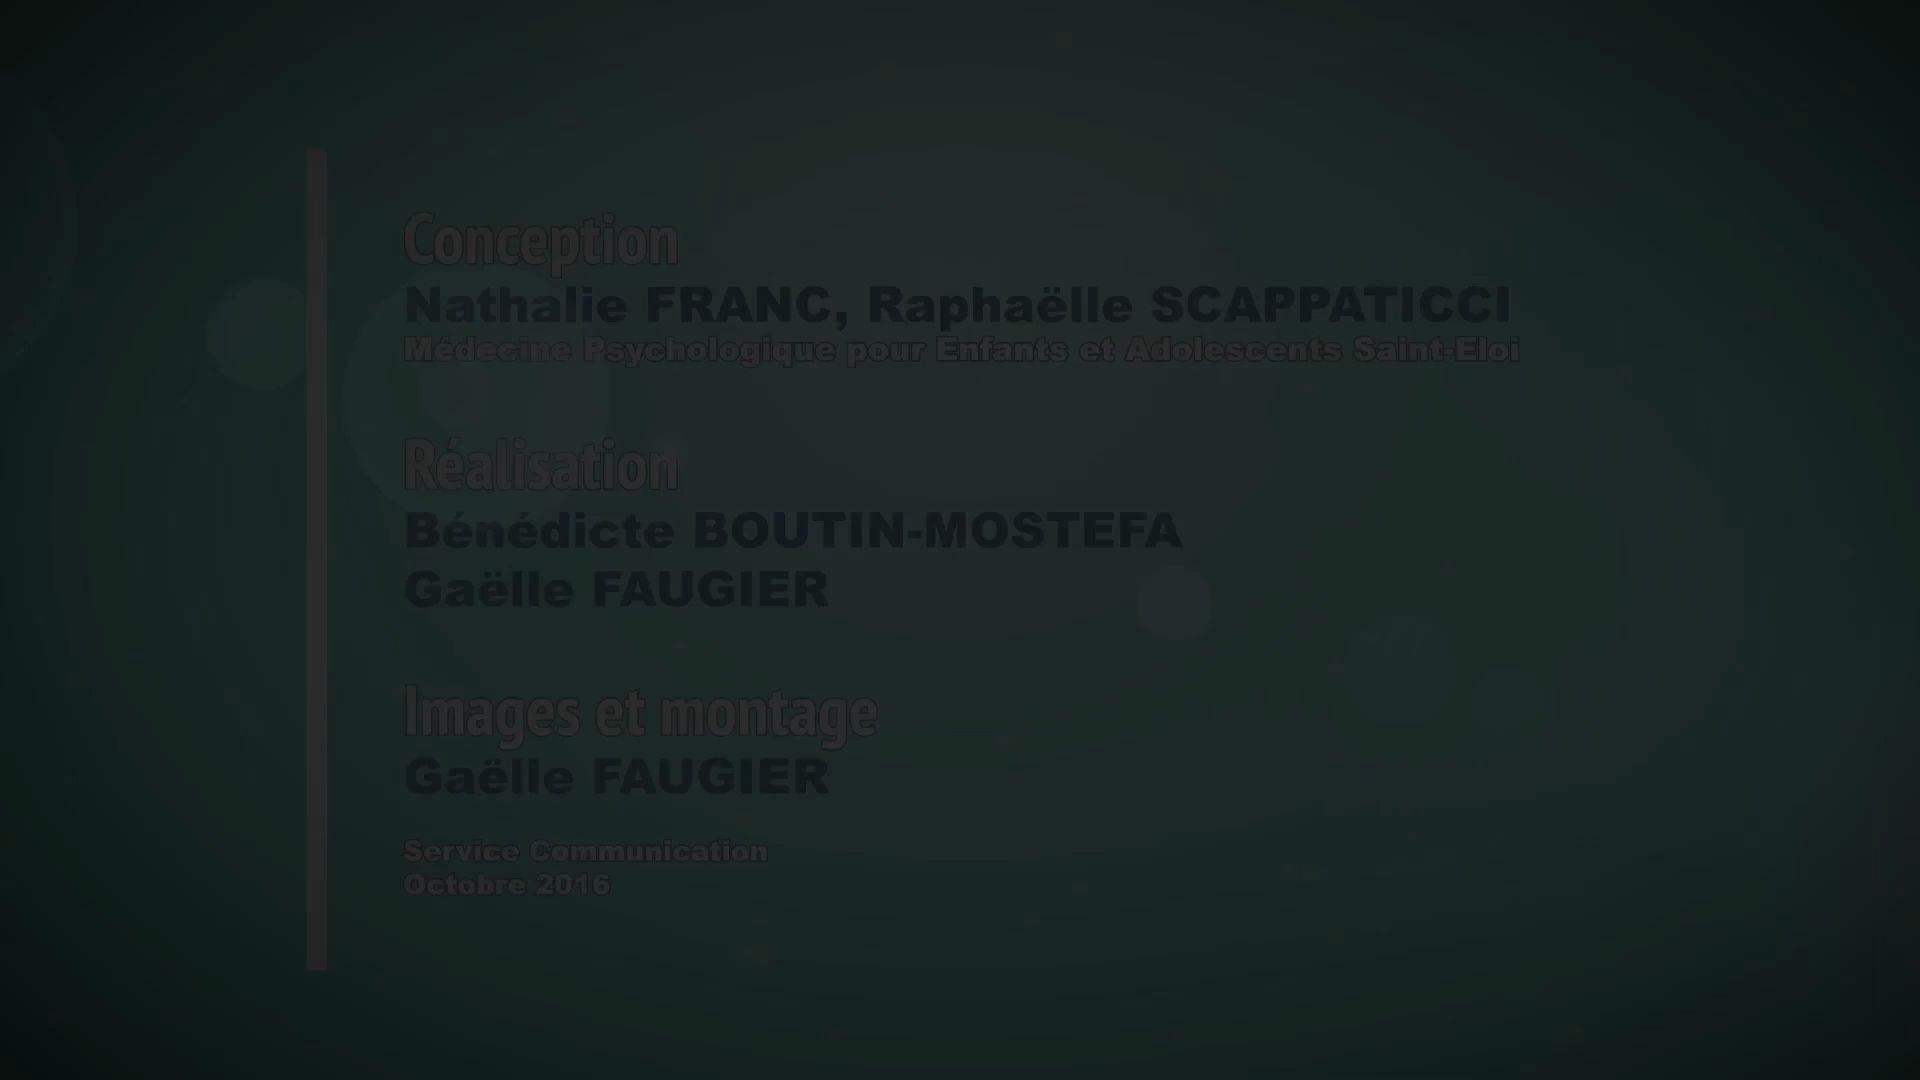 Conception
Nathalie FRANC, Raphaëlle SCAPPATICCI
Médecine Psychologique pour Enfants et Adolescents Saint-Eloi
Réalisation
Bénédicte BOUTIN-MOSTEFA
Gaëlle FAUGIER
Images et montage
Gaëlle FAUGIER
Service Communication
Octobre 2016